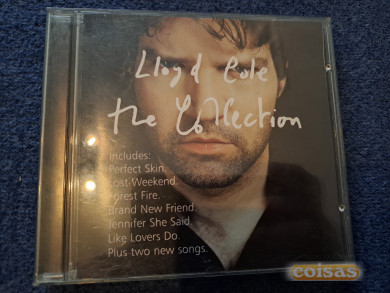 Lloyd Cole
the Collection
Includes:
Perfect Skin.
Lost Weekend.
Forest Fire.
Brand New Friend.
Jennifer She Said.
Like Lovers Do.
Plus two new songs.
coisas